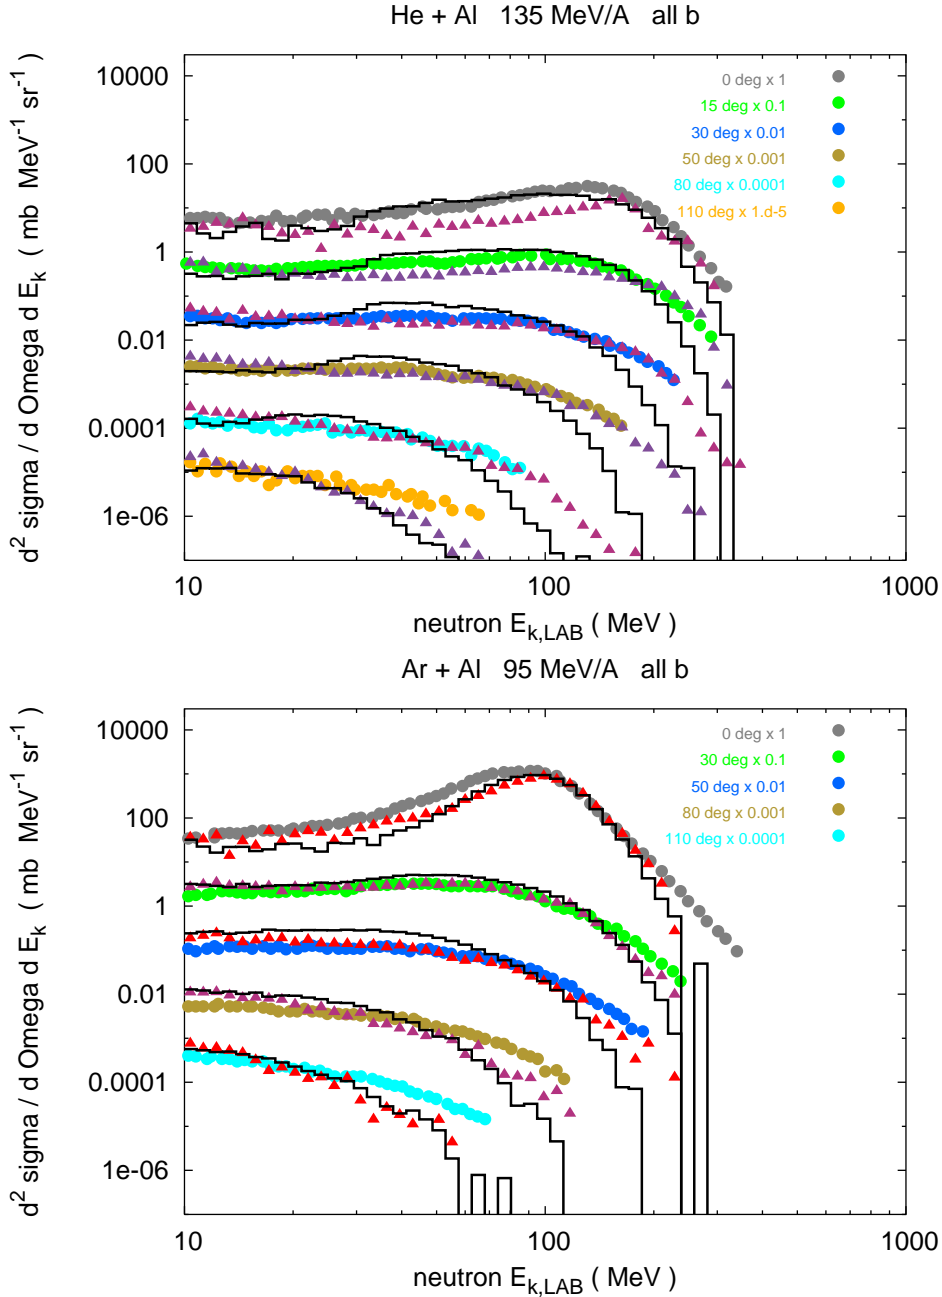 He + Al 135 MeV/A all b
d² sigma / d Omega d E_k ( mb MeV⁻¹ sr⁻¹ )
10000
100
1
0.01
0.0001
1e-06
0 deg x 1
15 deg x 0.1
30 deg x 0.01
50 deg x 0.001
80 deg x 0.0001
110 deg x 1.d-5
10 100 1000
neutron E_k,LAB ( MeV )
Ar + Al 95 MeV/A all b
d² sigma / d Omega d E_k ( mb MeV⁻¹ sr⁻¹ )
10000
100
1
0.01
0.0001
1e-06
0 deg x 1
30 deg x 0.1
50 deg x 0.01
80 deg x 0.001
110 deg x 0.0001
10 100 1000
neutron E_k,LAB ( MeV )